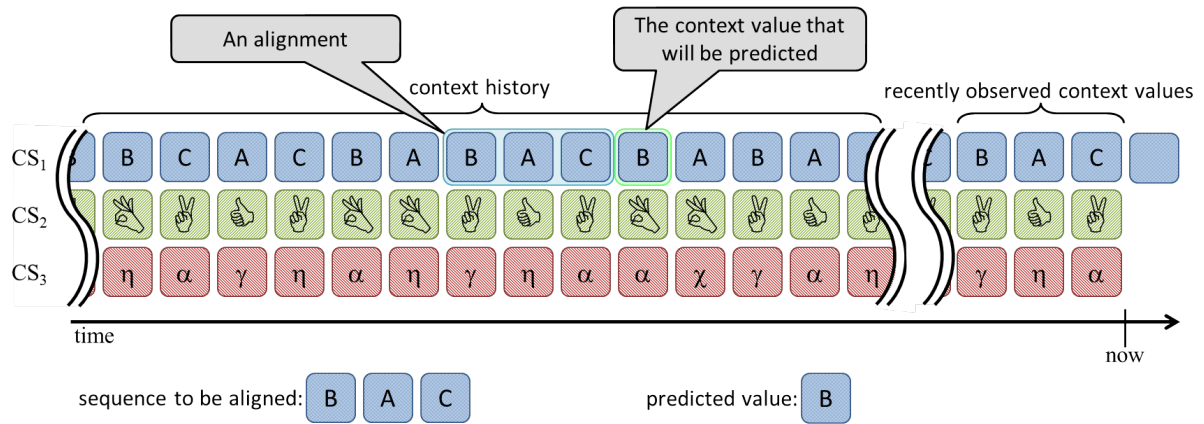 An alignment
The context value that
will be predicted
context history
recently observed context values
CS1 B C A C B A B A C B A B A B A C
CS2
CS3 η α γ η α η γ η α α χ γ α η γ η α
time
now
sequence to be aligned: B A C
predicted value: B